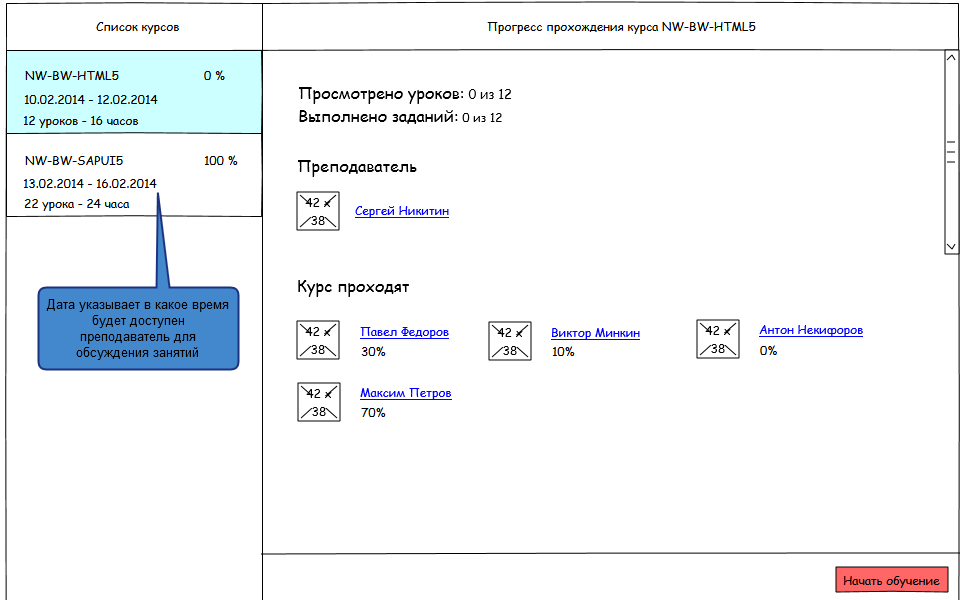 Список курсов
Прогресс прохождения курса NW-BW-HTML5
NW-BW-HTML5 0 %
10.02.2014 - 12.02.2014
12 уроков - 16 часов
NW-BW-SAPUI5 100 %
13.02.2014 - 16.02.2014
22 урока - 24 часа
Дата указывает в какое время
будет доступен
преподаватель для
обсуждения занятий
Просмотрено уроков: 0 из 12
Выполнено заданий: 0 из 12
Преподаватель
42 x
38
Сергей Никитин
Курс проходят
42 x
38
Павел Федоров
30%
42 x
38
Виктор Минкин
10%
42 x
38
Антон Некифоров
0%
42 x
38
Максим Петров
70%
Начать обучение